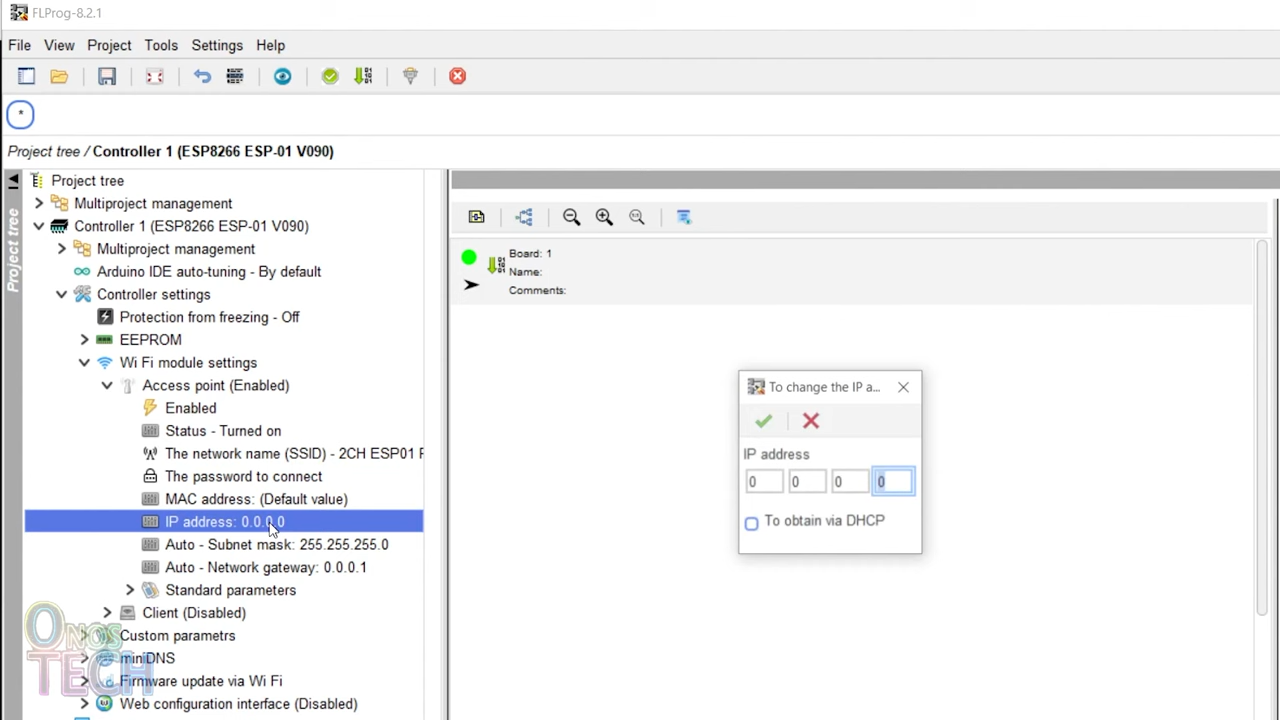 FLProg-8.2.1
File View Project Tools Settings Help
*
Project tree / Controller 1 (ESP8266 ESP-01 V090)
Project tree
Project tree
Multiproject management
Controller 1 (ESP8266 ESP-01 V090)
Multiproject management
Arduino IDE auto-tuning - By default
Controller settings
Protection from freezing - Off
EEPROM
Wi Fi module settings
Access point (Enabled)
Enabled
Status - Turned on
The network name (SSID) - 2CH ESP01 F
The password to connect
MAC address: (Default value)
IP address: 0.0.0.0
Auto - Subnet mask: 255.255.255.0
Auto - Network gateway: 0.0.0.1
Standard parameters
Client (Disabled)
Custom parametrs
miniDNS
Firmware update via Wi Fi
Web configuration interface (Disabled)
ONOS
TECH
Board: 1
Name:
Comments:
To change the IP a...
IP address
0 0 0 0
To obtain via DHCP